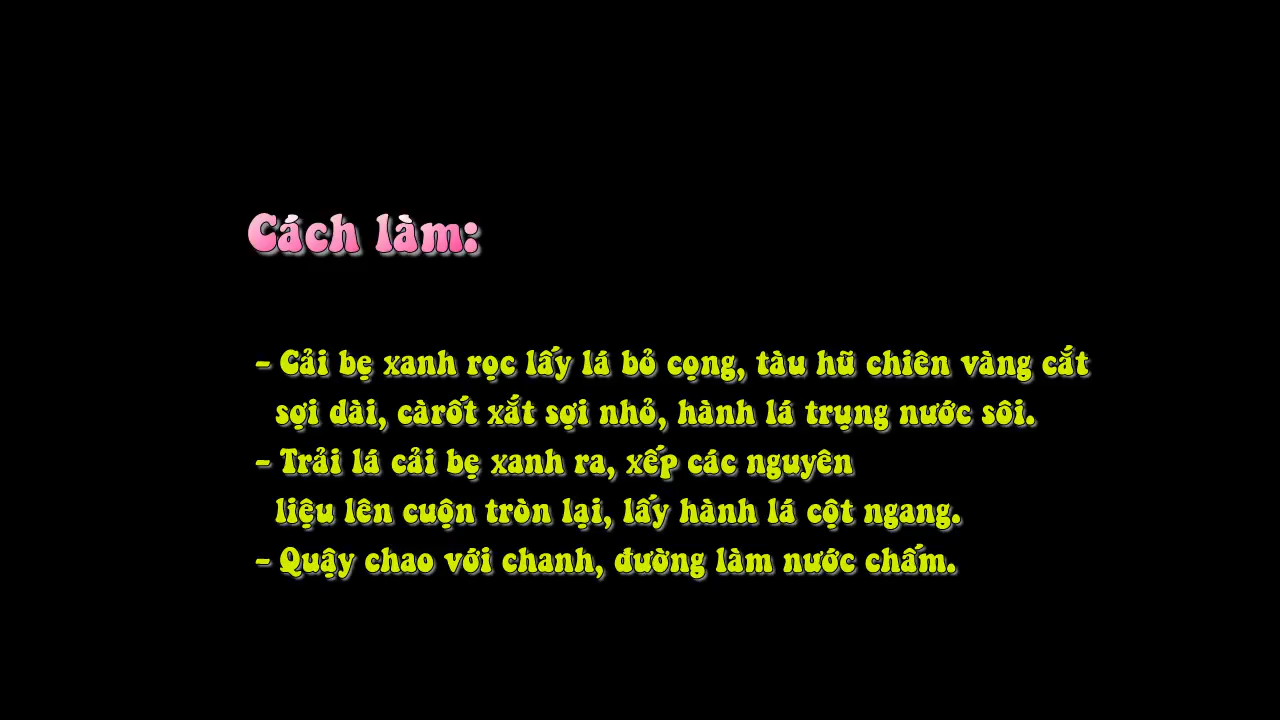 Cách làm:
- Cải bẹ xanh rọc lấy lá bỏ cọng, tàu hũ chiên vàng cắt
sợi dài, càrốt xắt sợi nhỏ, hành lá trụng nước sôi.
- Trải lá cải bẹ xanh ra, xếp các nguyên
liệu lên cuộn tròn lại, lấy hành lá cột ngang.
- Quậy chao với chanh, đường làm nước chấm.